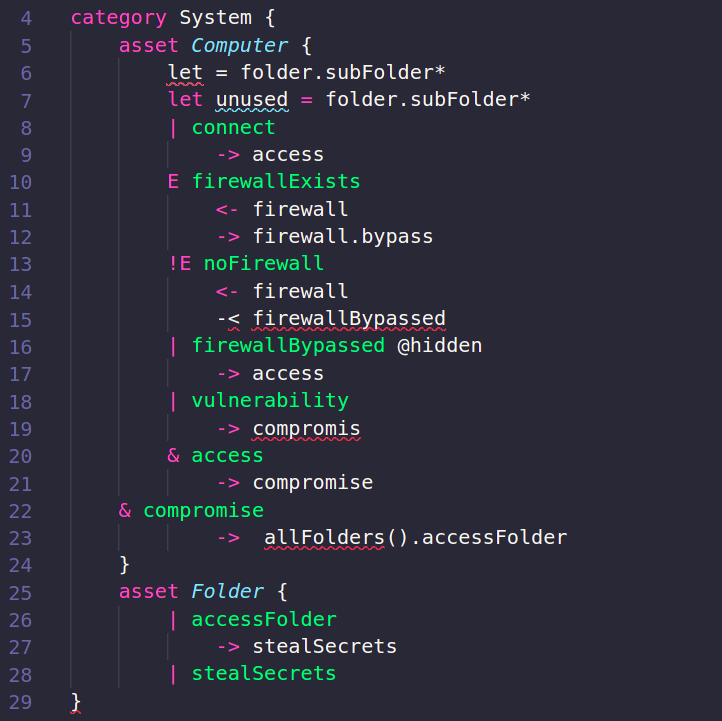 4 category System {
5 asset Computer {
6 let = folder.subFolder*
7 let unused = folder.subFolder*
8 | connect
9 -> access
10 E firewallExists
11 <- firewall
12 -> firewall.bypass
13 !E noFirewall
14 <- firewall
15 -< firewallBypassed
16 | firewallBypassed @hidden
17 -> access
18 | vulnerability
19 -> compromis
20 & access
21 -> compromise
22 & compromise
23 -> allFolders().accessFolder
24 }
25 asset Folder {
26 | accessFolder
27 -> stealSecrets
28 | stealSecrets
29 }